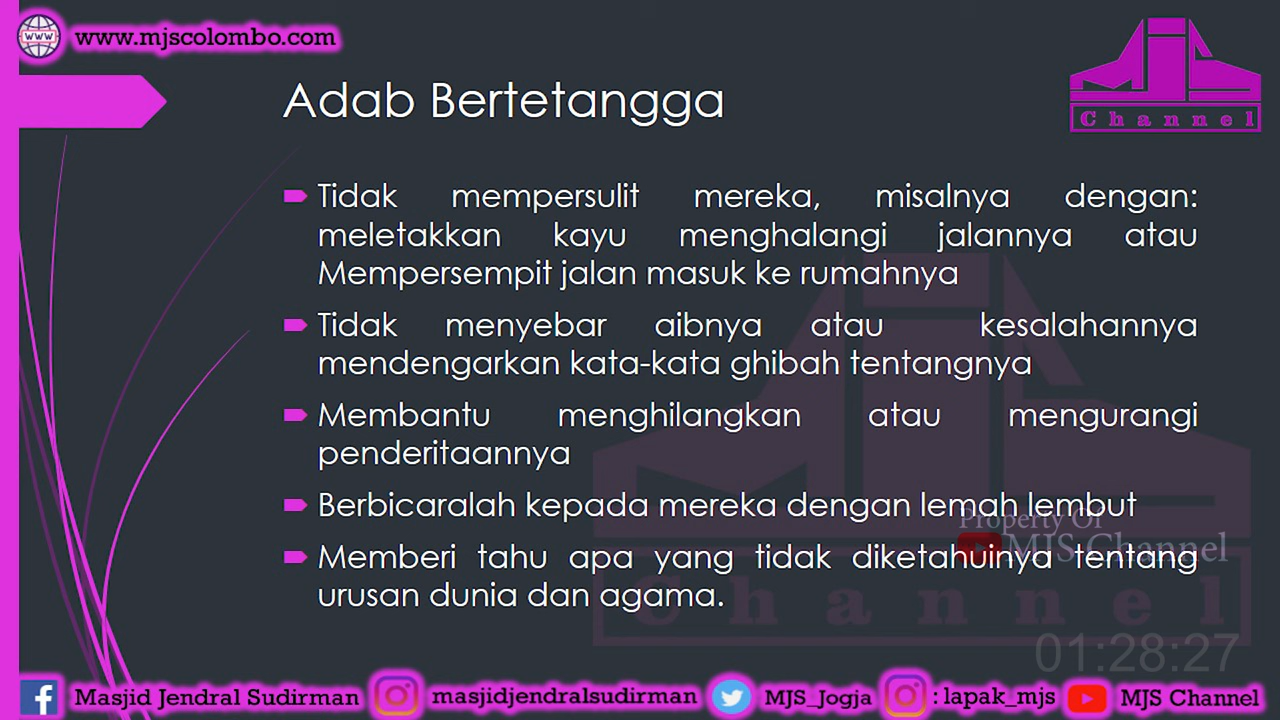 www.mjscolombo.com
MJS
Channel
Adab Bertetangga
Tidak mempersulit mereka, misalnya dengan:
meletakkan kayu menghalangi jalannya atau
Mempersempit jalan masuk ke rumahnya
Tidak menyebar aibnya atau kesalahannya
mendengarkan kata-kata ghibah tentangnya
Membantu menghilangkan atau mengurangi
penderitaannya
Berbicaralah kepada mereka dengan lemah lembut
Property Of
MJS Channel
Memberi tahu apa yang tidak diketahuinya tentang
urusan dunia dan agama.
Channel
01:28:27
Masjid Jendral Sudirman masjidjendralsudirman MJS_Jogja : lapak_mjs MJS Channel